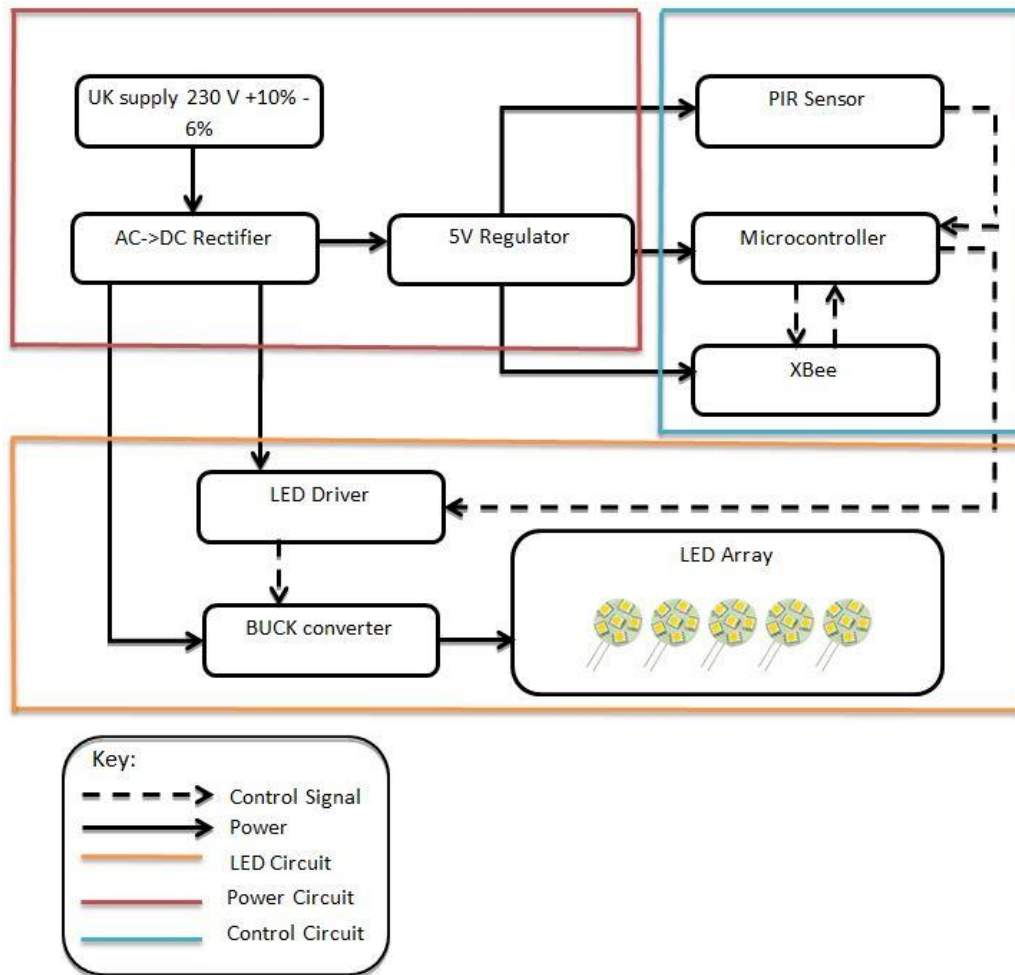 UK supply 230 V +10% -
6%
PIR Sensor
AC->DC Rectifier
5V Regulator
Microcontroller
XBee
LED Driver
LED Array
BUCK converter
Key:
Control Signal
Power
LED Circuit
Power Circuit
Control Circuit